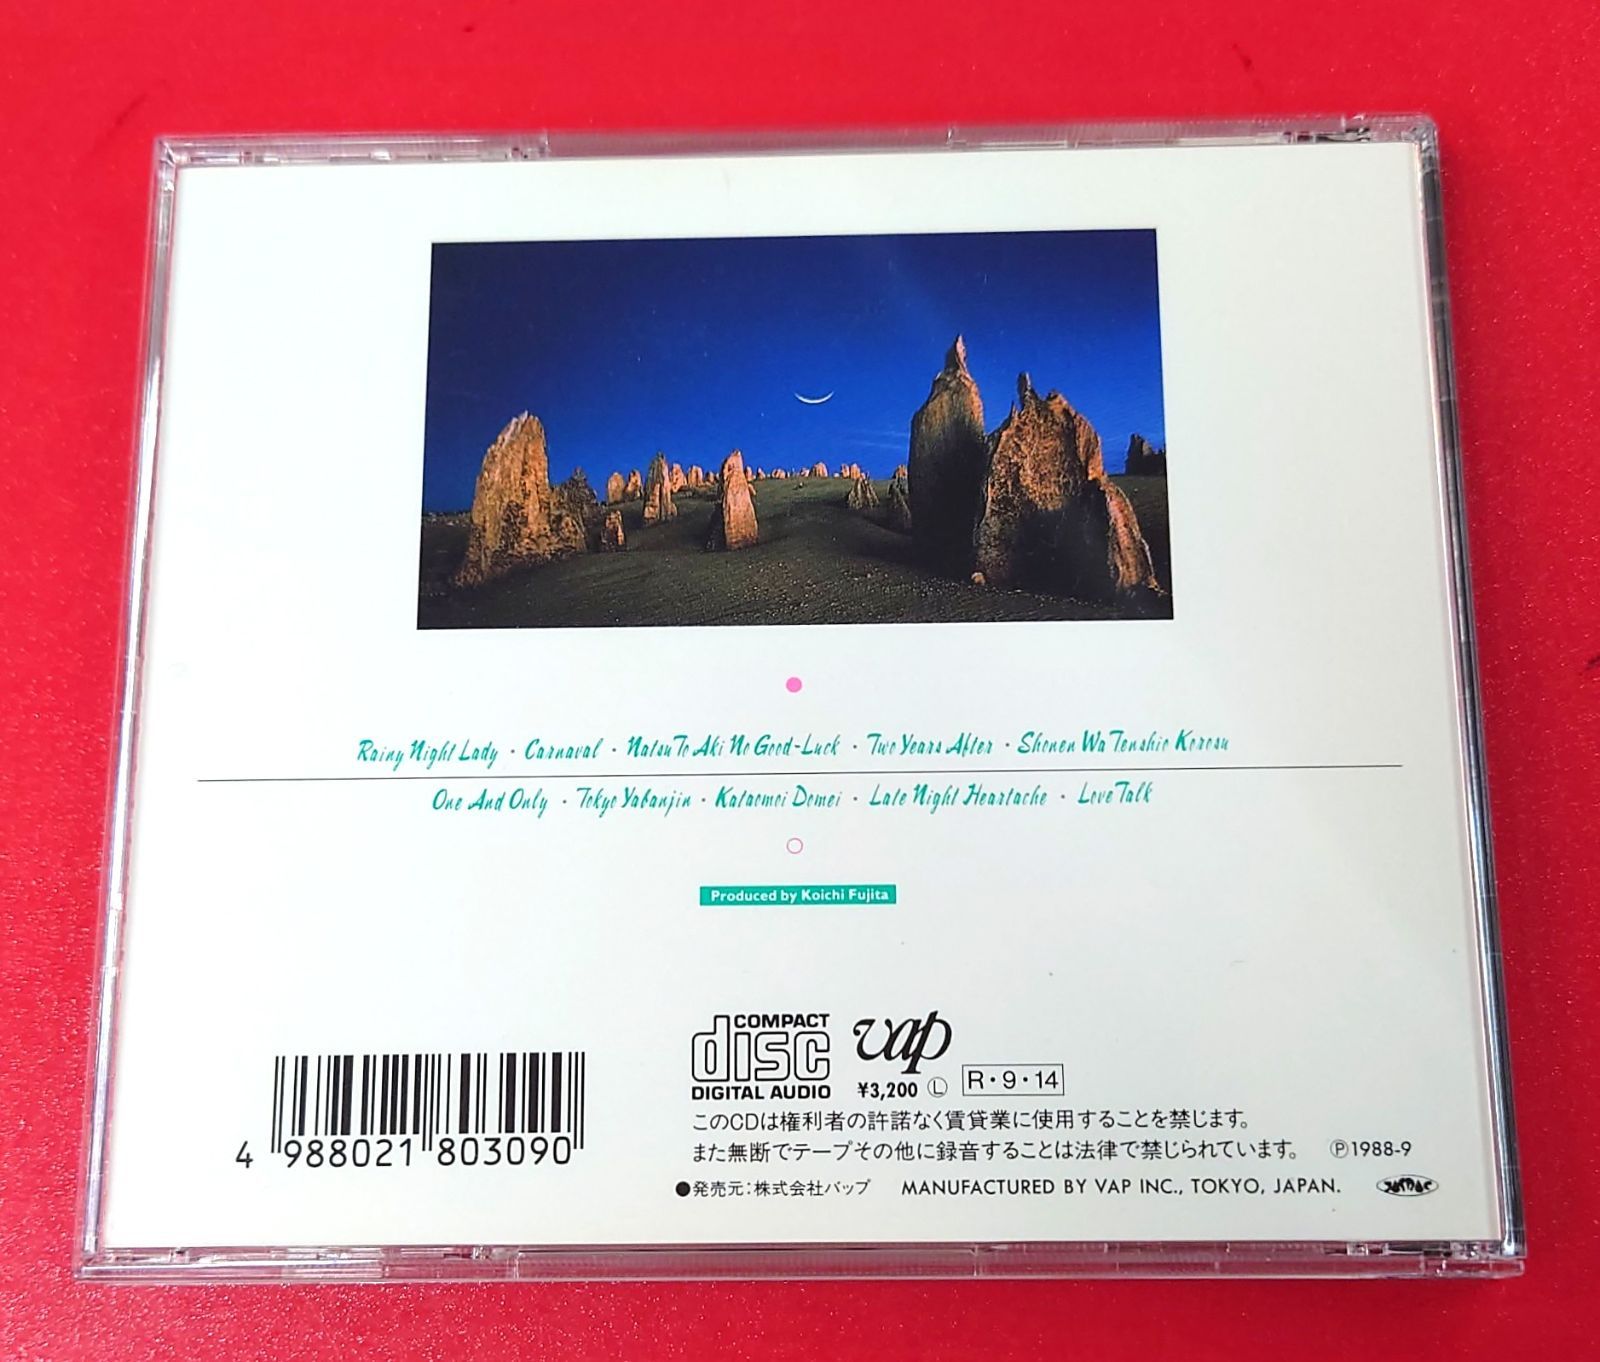 Rainy Night Lady · Carnaval · Natsu To Aki No Good-Luck · Two Years After · Shonen Wa Tenshio Korosu
One And Only · Tokyo Yabanjin · Kataomoi Domei · Late Night Heartache · Love Talk
Produced by Koichi Fujita
COMPACT
disc
DIGITAL AUDIO
vap
¥3,200 Ⓛ R・9・14
このCDは権利者の許諾なく賃貸業に使用することを禁じます。
また無断でテープその他に録音することは法律で禁じられています。 Ⓟ1988-9
●発売元：株式会社バップ MANUFACTURED BY VAP INC., TOKYO, JAPAN.
4 988021 803090